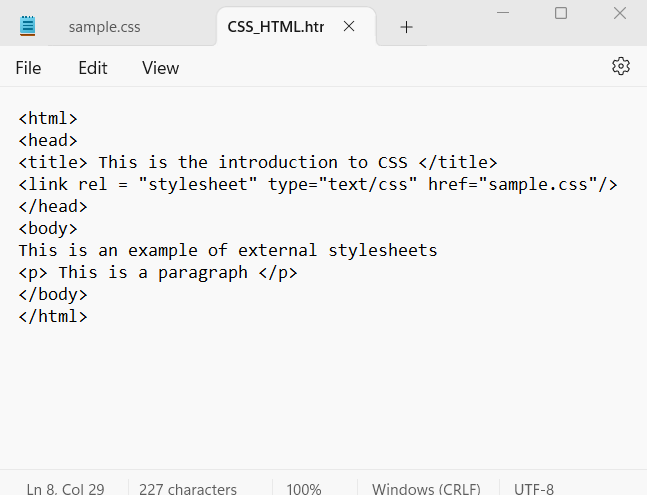 sample.css
CSS_HTML.htr
File
Edit
View
<html>
<head>
<title> This is the introduction to CSS </title>
<link rel = "stylesheet" type="text/css" href="sample.css"/>
</head>
<body>
This is an example of external stylesheets
<p> This is a paragraph </p>
</body>
</html>
Ln 8, Col 29
227 characters
100%
Windows (CRLF)
UTF-8